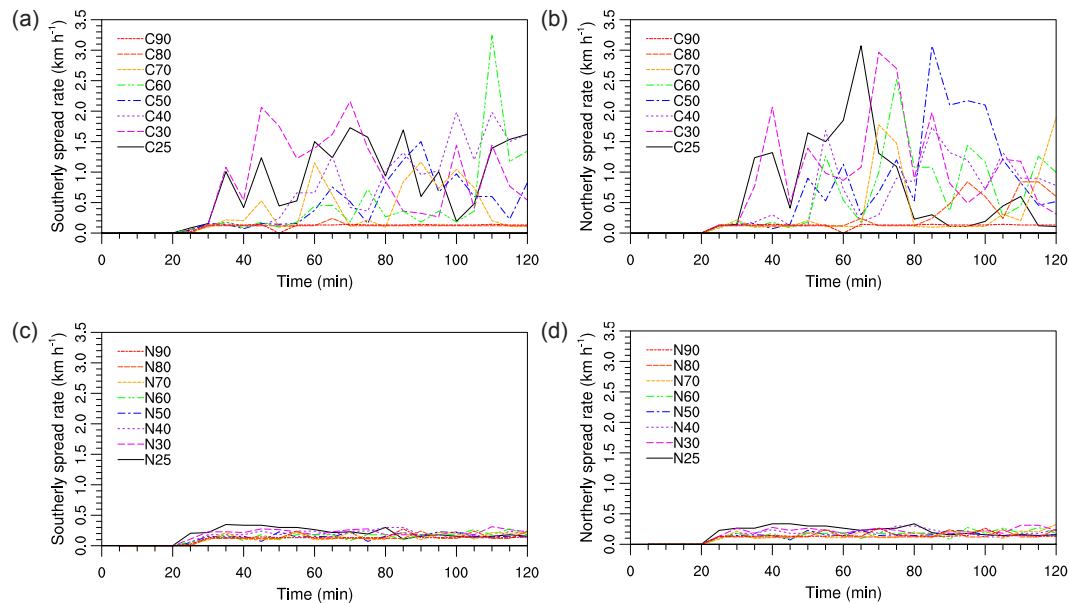 (a)
Southerly spread rate (km h⁻¹)
0.0 0.5 1.0 1.5 2.0 2.5 3.0 3.5
C90
C80
C70
C60
C50
C40
C30
C25
0 20 40 60 80 100 120
Time (min)
(b)
Northerly spread rate (km h⁻¹)
0.0 0.5 1.0 1.5 2.0 2.5 3.0 3.5
C90
C80
C70
C60
C50
C40
C30
C25
0 20 40 60 80 100 120
Time (min)
(c)
Southerly spread rate (km h⁻¹)
0.0 0.5 1.0 1.5 2.0 2.5 3.0 3.5
N90
N80
N70
N60
N50
N40
N30
N25
0 20 40 60 80 100 120
Time (min)
(d)
Northerly spread rate (km h⁻¹)
0.0 0.5 1.0 1.5 2.0 2.5 3.0 3.5
N90
N80
N70
N60
N50
N40
N30
N25
0 20 40 60 80 100 120
Time (min)